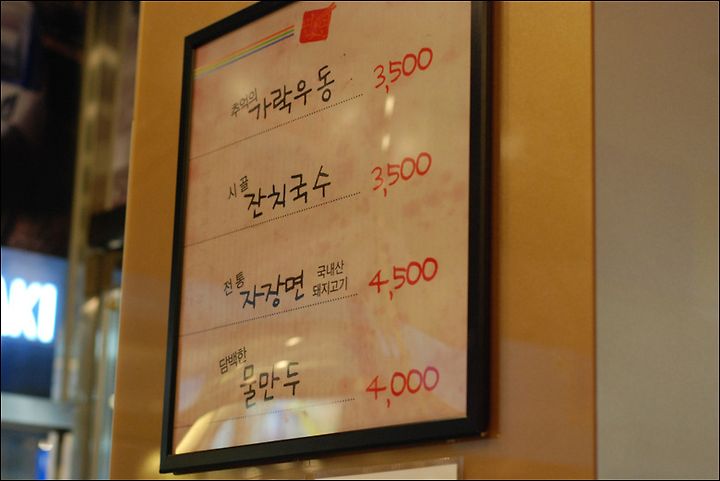 추억의 가락우동 3,500
시골 잔치국수 3,500
전통 자장면 국내산 돼지고기 4,500
담백한 물만두 4,000
AKI